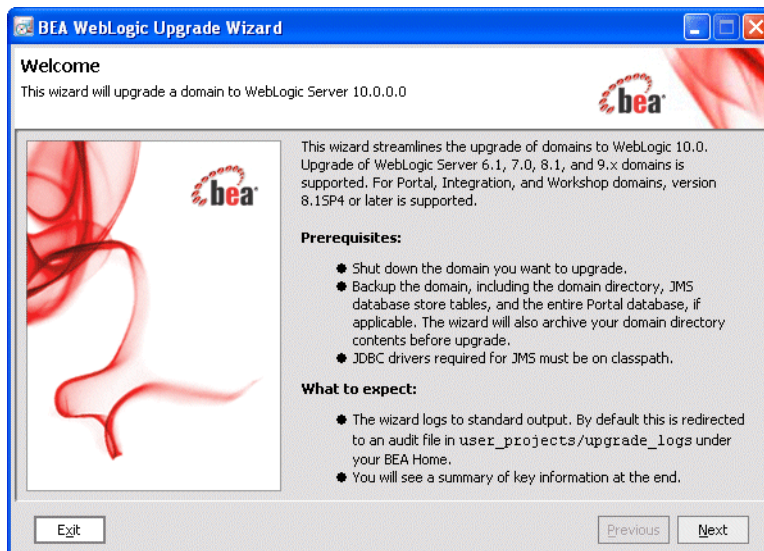 BEA WebLogic Upgrade Wizard
Welcome
This wizard will upgrade a domain to WebLogic Server 10.0.0.0
bea
bea
This wizard streamlines the upgrade of domains to WebLogic 10.0.
Upgrade of WebLogic Server 6.1, 7.0, 8.1, and 9.x domains is
supported. For Portal, Integration, and Workshop domains, version
8.1SP4 or later is supported.
Prerequisites:
● Shut down the domain you want to upgrade.
● Backup the domain, including the domain directory, JMS
database store tables, and the entire Portal database, if
applicable. The wizard will also archive your domain directory
contents before upgrade.
● JDBC drivers required for JMS must be on classpath.
What to expect:
● The wizard logs to standard output. By default this is redirected
to an audit file in user_projects/upgrade_logs under
your BEA Home.
● You will see a summary of key information at the end.
Exit
Previous
Next